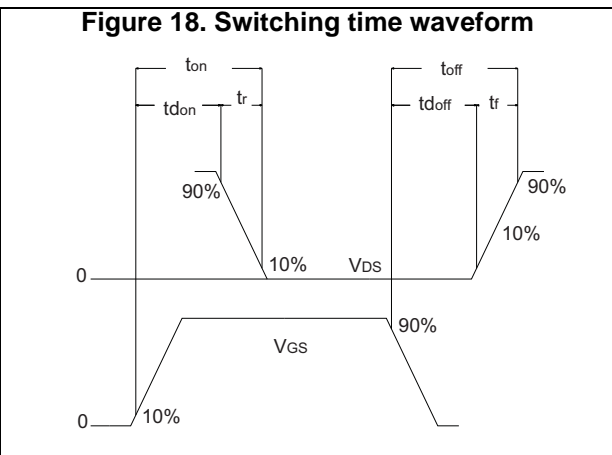 Figure 18. Switching time waveform
ton
toff
tdon
tr
tdoff
tf
90%
90%
10%
10%
0
VDS
90%
VGS
0
10%